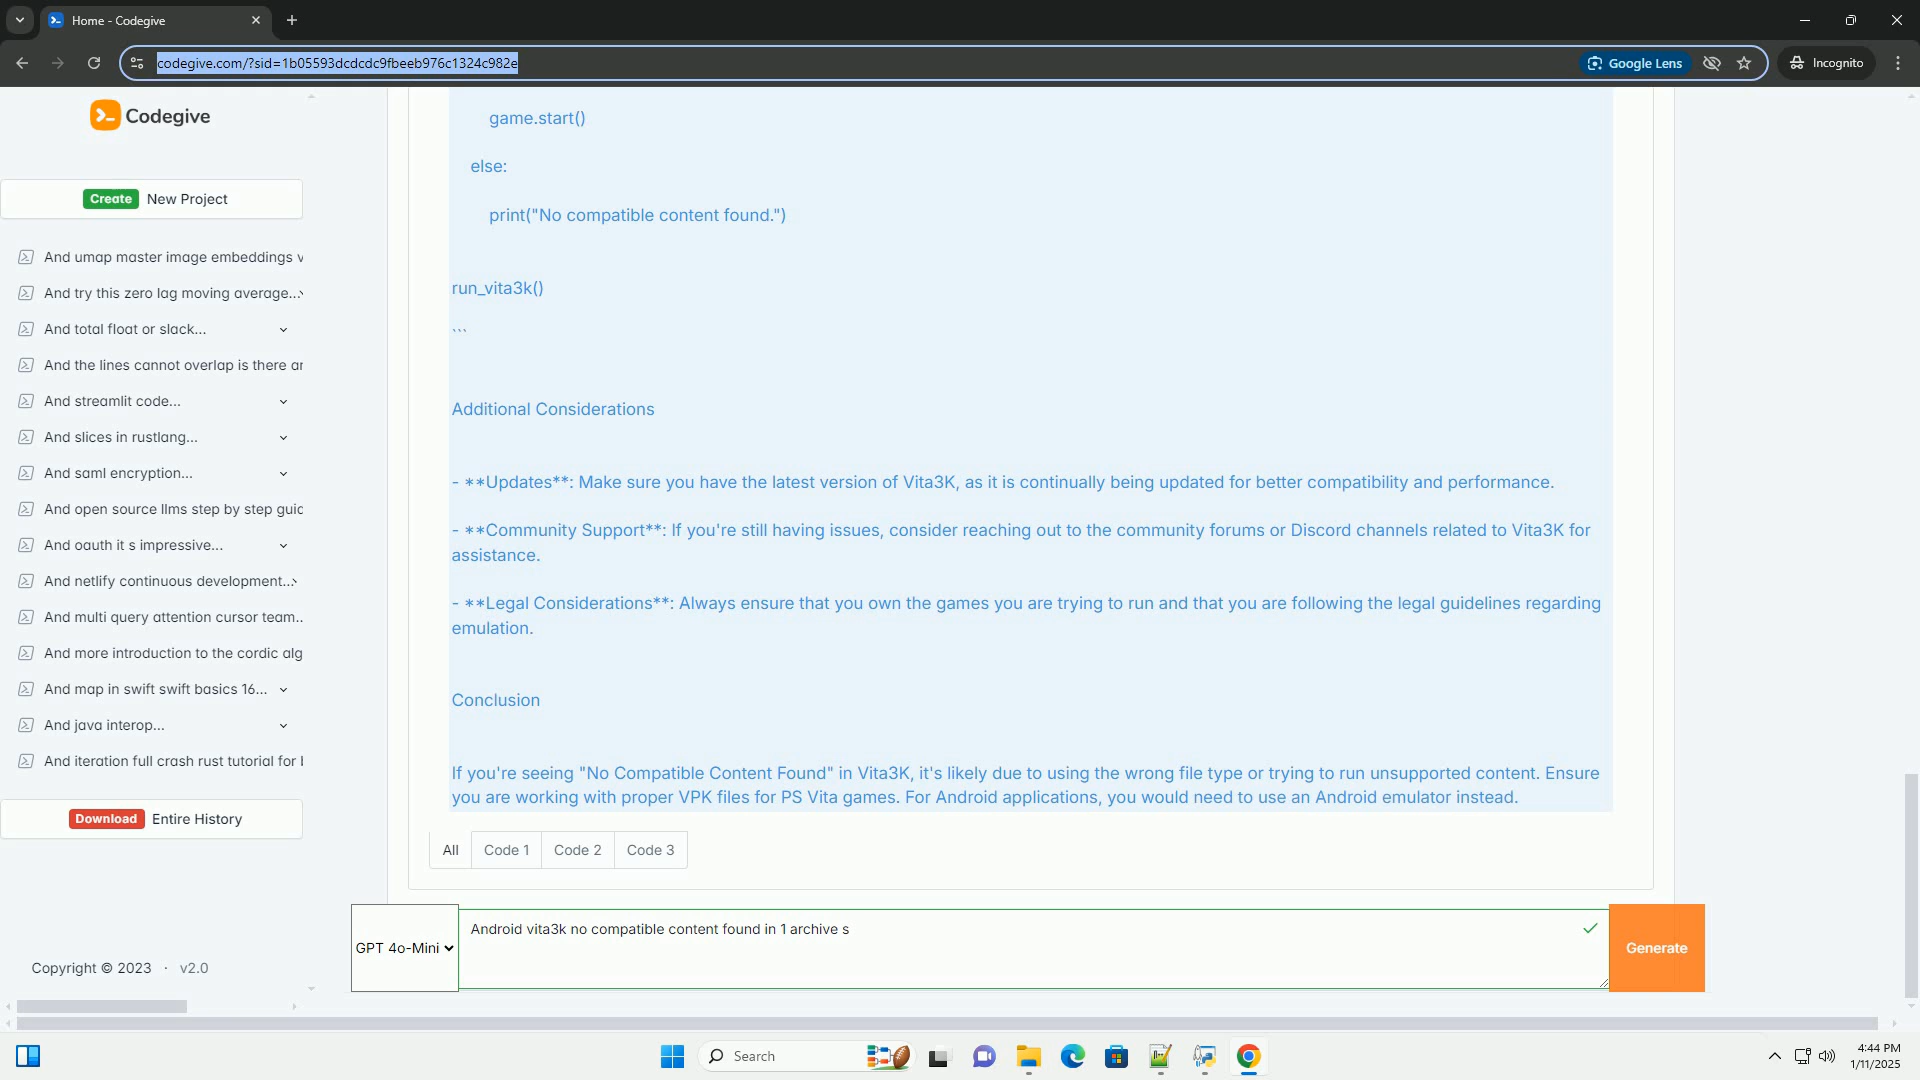 Home - Codegive
codegive.com/?sid=1b05593dcdcdc9fbeeb976c1324c982e
Google Lens
Incognito
Codegive
Create New Project
And umap master image embeddings v
And try this zero lag moving average...
And total float or slack...
And the lines cannot overlap is there ar
And streamlit code...
And slices in rustlang...
And saml encryption...
And open source llms step by step guic
And oauth it s impressive...
And netlify continuous development...
And multi query attention cursor team...
And more introduction to the cordic alg
And map in swift swift basics 16...
And java interop...
And iteration full crash rust tutorial for l
Download Entire History
Copyright © 2023 · v2.0
game.start()
else:
print("No compatible content found.")
run_vita3k()
```
Additional Considerations
- **Updates**: Make sure you have the latest version of Vita3K, as it is continually being updated for better compatibility and performance.
- **Community Support**: If you're still having issues, consider reaching out to the community forums or Discord channels related to Vita3K for
assistance.
- **Legal Considerations**: Always ensure that you own the games you are trying to run and that you are following the legal guidelines regarding
emulation.
Conclusion
If you're seeing "No Compatible Content Found" in Vita3K, it's likely due to using the wrong file type or trying to run unsupported content. Ensure
you are working with proper VPK files for PS Vita games. For Android applications, you would need to use an Android emulator instead.
All Code 1 Code 2 Code 3
GPT 4o-Mini
Android vita3k no compatible content found in 1 archive s
Generate
Search
4:44 PM
1/11/2025